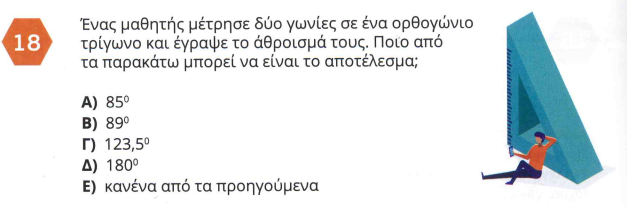 18
Ένας μαθητής μέτρησε δύο γωνίες σε ένα ορθογώνιο
τρίγωνο και έγραψε το άθροισμά τους. Ποιο από
τα παρακάτω μπορεί να είναι το αποτέλεσμα;
Α) 85⁰
Β) 89⁰
Γ) 123,5⁰
Δ) 180⁰
Ε) κανένα από τα προηγούμενα